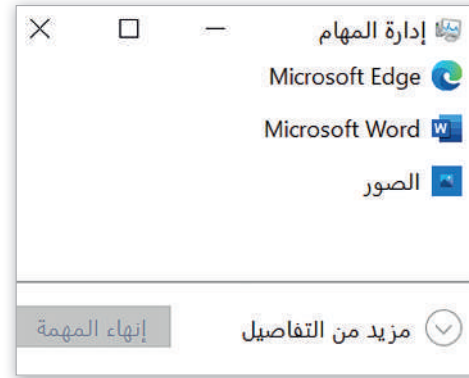 إدارة المهام
Microsoft Edge
Microsoft Word
الصور
مزيد من التفاصيل
إنهاء المهمة